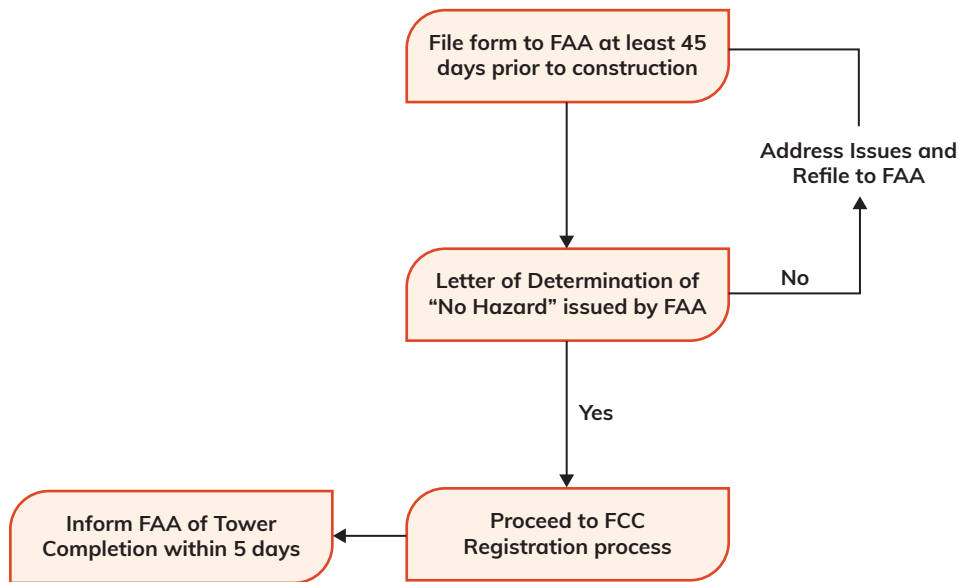 File form to FAA at least 45
days prior to construction
Address Issues and
Refile to FAA
Letter of Determination of
“No Hazard” issued by FAA
No
Yes
Proceed to FCC
Registration process
Inform FAA of Tower
Completion within 5 days